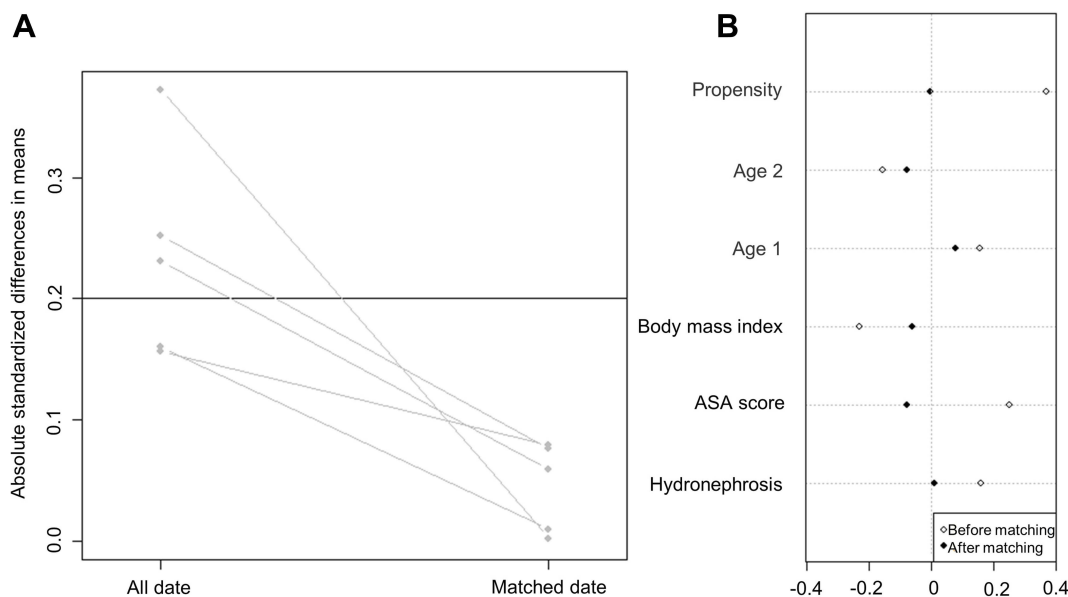 A
Absolute standardized differences in means
0.3
0.2
0.1
0.0
All date
Matched date
B
Propensity
Age 2
Age 1
Body mass index
ASA score
Hydronephrosis
Before matching
After matching
-0.4
-0.2
0
0.2
0.4